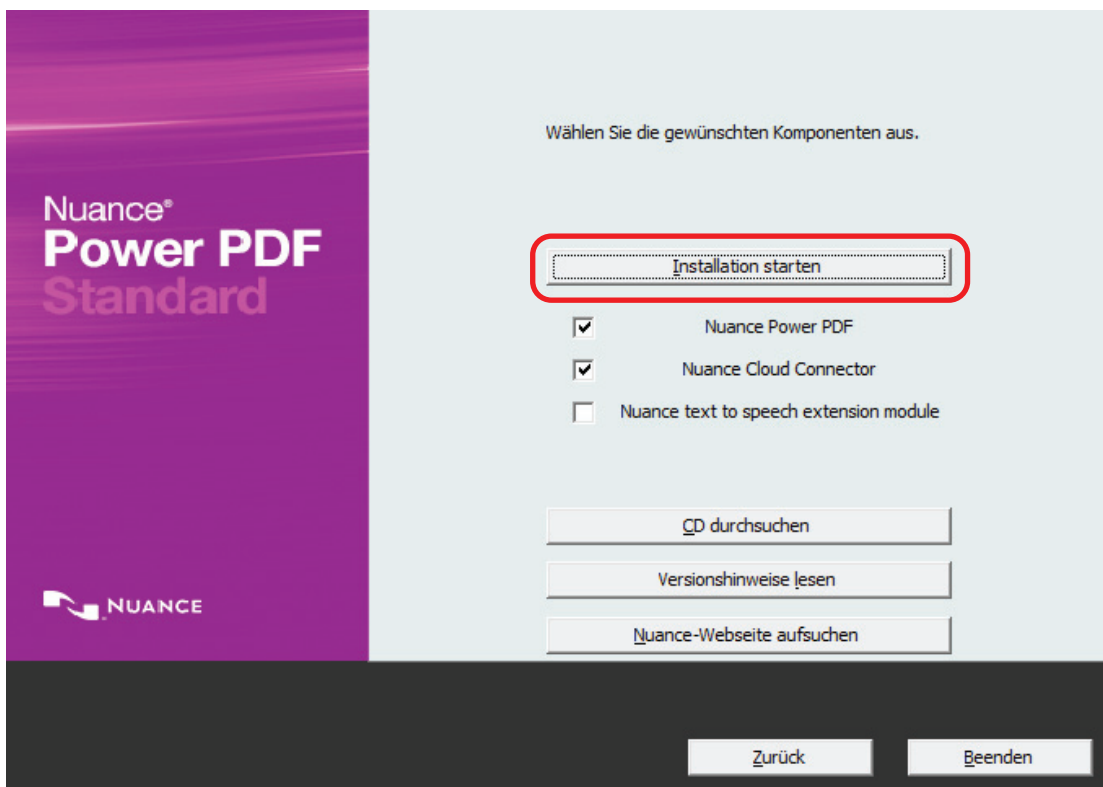 Wählen Sie die gewünschten Komponenten aus.
Nuance®
Power PDF
Standard
Installation starten
Nuance Power PDF
Nuance Cloud Connector
Nuance text to speech extension module
CD durchsuchen
Versionshinweise lesen
NUANCE
Nuance-Webseite aufsuchen
Zurück
Beenden